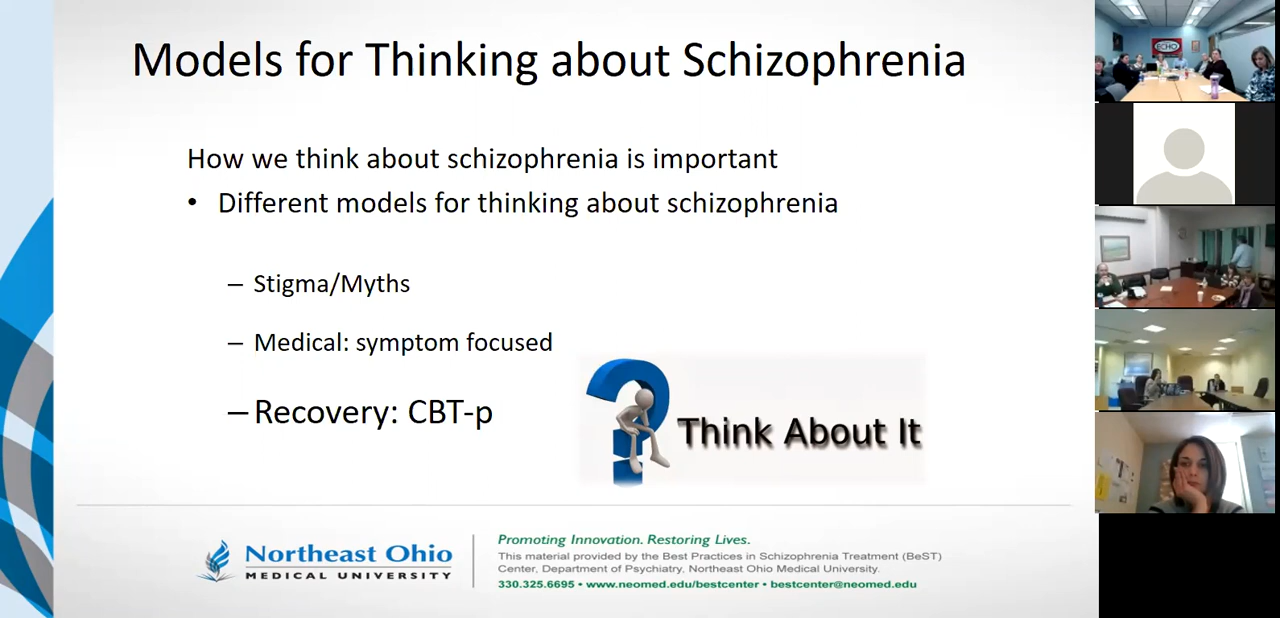 Models for Thinking about Schizophrenia
How we think about schizophrenia is important
• Different models for thinking about schizophrenia
– Stigma/Myths
– Medical: symptom focused
– Recovery: CBT-p
Think About It
Northeast Ohio
MEDICAL UNIVERSITY
Promoting Innovation. Restoring Lives.
This material provided by the Best Practices in Schizophrenia Treatment (BeST)
Center, Department of Psychiatry, Northeast Ohio Medical University.
330.325.6695 • www.neomed.edu/bestcenter • bestcenter@neomed.edu
ECHO